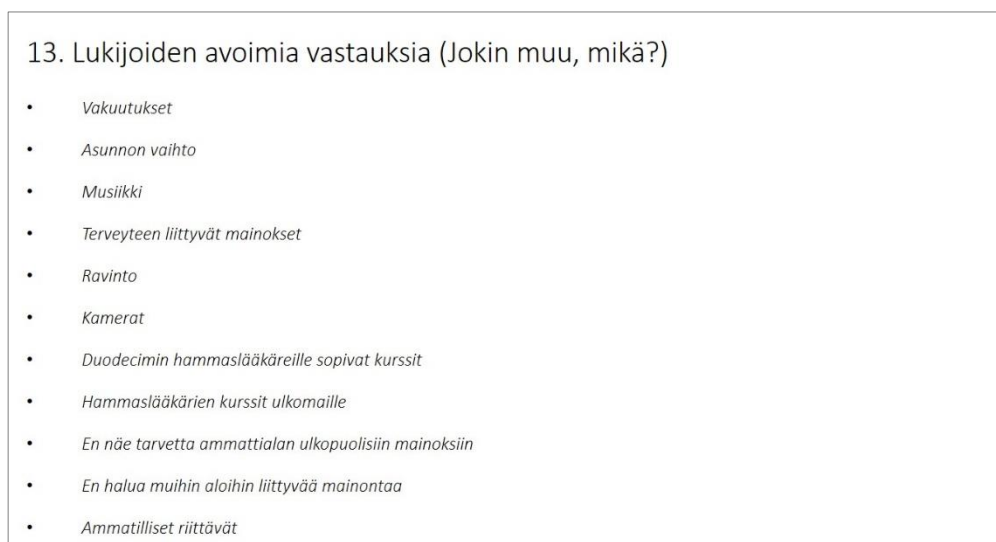 13. Lukijoiden avoimia vastauksia (Jokin muu, mikä?)
• Vakuutukset
• Asunnon vaihto
• Musiikki
• Terveyteen liittyvät mainokset
• Ravinto
• Kamerat
• Duodecimin hammaslääkäreille sopivat kurssit
• Hammaslääkärien kurssit ulkomaille
• En näe tarvetta ammattialan ulkopuolisiin mainoksiin
• En halua muihin aloihin liittyvää mainontaa
• Ammatilliset riittävät